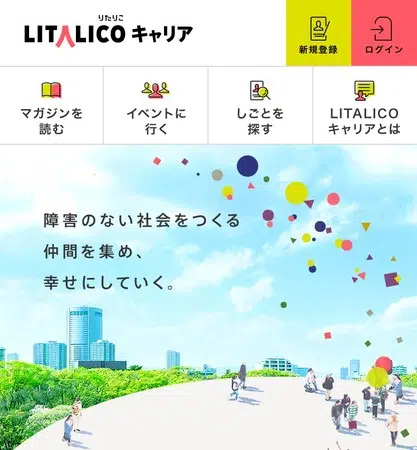 りたりこ
LITALICO キャリア
新規登録
ログイン
マガジンを
読む
イベントに
行く
しごとを
探す
LITALICO
キャリアとは
障害のない社会をつくる
仲間を集め、
幸せにしていく。